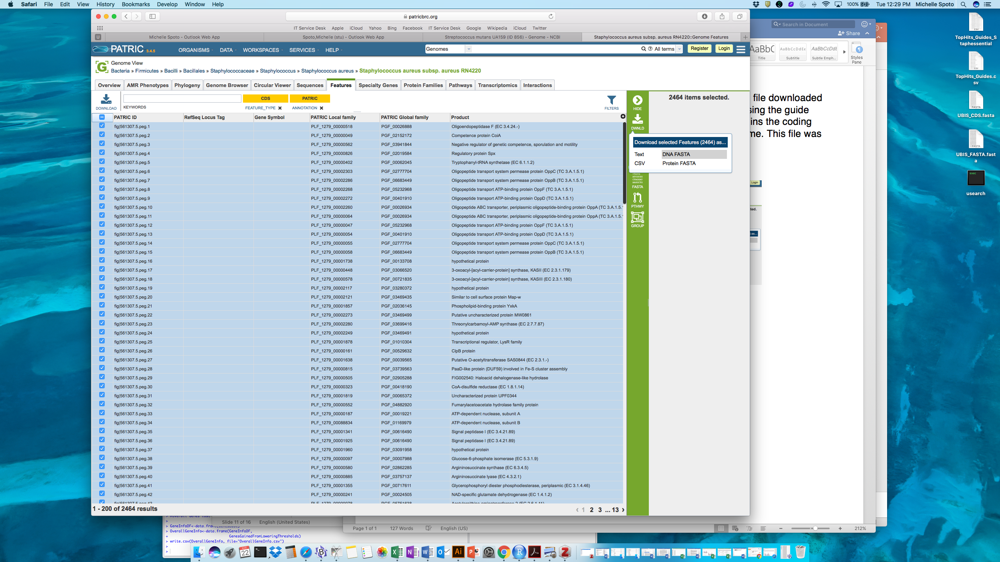 Safari File Edit View History Bookmarks Develop Window Help
100% Tue 12:29 PM Michelle Spoto
patricbrc.org
IT Service Desk Apple iCloud Yahoo Bing Facebook IT Service Desk Google Wikipedia iCloud Twitter
U Michelle Spoto - Outlook Web App Spoto,Michelle (stu) - Outlook Web App Streptococcus mutans UA159 (ID 856) - Genome - NCBI Staphylococcus aureus subsp. aureus RN4220::Genome Features
PATRIC 3.4.5 ORGANISMS DATA WORKSPACES SERVICES HELP Genomes All terms Register Login
Genome View
Bacteria » Firmicutes » Bacilli » Bacillales » Staphylococcaceae » Staphylococcus » Staphylococcus aureus » Staphylococcus aureus subsp. aureus RN4220
Overview AMR Phenotypes Phylogeny Genome Browser Circular Viewer Sequences Features Specialty Genes Protein Families Pathways Transcriptomics Interactions
DOWNLOAD KEYWORDS CDS PATRIC
FEATURE_TYPE ✖ ANNOTATION ✖ FILTERS
PATRIC ID RefSeq Locus Tag Gene Symbol PATRIC Local family PATRIC Global family Product
fig|561307.5.peg.1 PLF_1279_00000518 PGF_00026888 Oligoendopeptidase F (EC 3.4.24.-)
fig|561307.5.peg.2 PLF_1279_00000049 PGF_02152172 Competence protein CoiA
fig|561307.5.peg.3 PLF_1279_00000562 PGF_03941844 Negative regulator of genetic competence, sporulation and motility
fig|561307.5.peg.4 PLF_1279_00000826 PGF_02019584 Regulatory protein Spx
fig|561307.5.peg.5 PLF_1279_00000402 PGF_00062045 Tryptophanyl-tRNA synthetase (EC 6.1.1.2)
fig|561307.5.peg.6 PLF_1279_00002303 PGF_02777704 Oligopeptide transport system permease protein OppC (TC 3.A.1.5.1)
fig|561307.5.peg.7 PLF_1279_00002286 PGF_06683449 Oligopeptide transport system permease protein OppB (TC 3.A.1.5.1)
fig|561307.5.peg.8 PLF_1279_00002268 PGF_05232968 Oligopeptide transport ATP-binding protein OppF (TC 3.A.1.5.1)
fig|561307.5.peg.9 PLF_1279_00002272 PGF_00401910 Oligopeptide transport ATP-binding protein OppD (TC 3.A.1.5.1)
fig|561307.5.peg.10 PLF_1279_00002260 PGF_00026934 Oligopeptide ABC transporter, periplasmic oligopeptide-binding protein OppA (TC 3.A.1.5.
fig|561307.5.peg.11 PLF_1279_00000064 PGF_00026934 Oligopeptide ABC transporter, periplasmic oligopeptide-binding protein OppA (TC 3.A.1.5.
fig|561307.5.peg.12 PLF_1279_00000047 PGF_05232968 Oligopeptide transport ATP-binding protein OppF (TC 3.A.1.5.1)
fig|561307.5.peg.13 PLF_1279_00000054 PGF_00401910 Oligopeptide transport ATP-binding protein OppD (TC 3.A.1.5.1)
fig|561307.5.peg.14 PLF_1279_00000055 PGF_02777704 Oligopeptide transport system permease protein OppC (TC 3.A.1.5.1)
fig|561307.5.peg.15 PLF_1279_00000058 PGF_06683449 Oligopeptide transport system permease protein OppB (TC 3.A.1.5.1)
fig|561307.5.peg.16 PLF_1279_00001738 PGF_00133708 hypothetical protein
fig|561307.5.peg.17 PLF_1279_00000448 PGF_03066520 3-oxoacyl-[acyl-carrier-protein] synthase, KASII (EC 2.3.1.179)
fig|561307.5.peg.18 PLF_1279_00000578 PGF_00721835 3-oxoacyl-[acyl-carrier-protein] synthase, KASIII (EC 2.3.1.180)
fig|561307.5.peg.19 PLF_1279_00002117 PGF_03280372 hypothetical protein
fig|561307.5.peg.20 PLF_1279_00002121 PGF_03469435 Similar to cell surface protein Map-w
fig|561307.5.peg.21 PLF_1279_00001857 PGF_02036145 Phospholipid-binding protein YxkA
fig|561307.5.peg.22 PLF_1279_00002273 PGF_03469499 Putative uncharacterized protein MW0861
fig|561307.5.peg.23 PLF_1279_00002280 PGF_03699416 Threonylcarbamoyl-AMP synthase (EC 2.7.7.87)
fig|561307.5.peg.24 PLF_1279_00002249 PGF_03469491 hypothetical protein
fig|561307.5.peg.25 PLF_1279_00001878 PGF_01010304 Transcriptional regulator, LysR family
fig|561307.5.peg.26 PLF_1279_00000161 PGF_00529632 ClpB protein
fig|561307.5.peg.27 PLF_1279_00001638 PGF_00039565 Putative O-acetyltransferase SAS0844 (EC 2.3.1.-)
fig|561307.5.peg.28 PLF_1279_00000815 PGF_03739563 PaaD-like protein (DUF59) involved in Fe-S cluster assembly
fig|561307.5.peg.29 PLF_1279_00000505 PGF_02905288 FIG002540: Haloacid dehalogenase-like hydrolase
fig|561307.5.peg.30 PLF_1279_00000323 PGF_00418190 CoA-disulfide reductase (EC 1.8.1.14)
fig|561307.5.peg.31 PLF_1279_00001819 PGF_00065372 Uncharacterized protein UPF0344
fig|561307.5.peg.32 PLF_1279_00000552 PGF_04882920 Fumarylacetoacetate hydrolase family protein
fig|561307.5.peg.33 PLF_1279_00000187 PGF_00019221 ATP-dependent nuclease, subunit A
fig|561307.5.peg.34 PLF_1279_00088834 PGF_01169979 ATP-dependent nuclease, subunit B
fig|561307.5.peg.35 PLF_1279_00001341 PGF_00616490 Signal peptidase I (EC 3.4.21.89)
fig|561307.5.peg.36 PLF_1279_00001925 PGF_00616490 Signal peptidase I (EC 3.4.21.89)
fig|561307.5.peg.37 PLF_1279_00001960 PGF_03091958 hypothetical protein
fig|561307.5.peg.38 PLF_1279_00000097 PGF_00007988 Glucose-6-phosphate isomerase (EC 5.3.1.9)
fig|561307.5.peg.39 PLF_1279_00000580 PGF_02862285 Argininosuccinate synthase (EC 6.3.4.5)
fig|561307.5.peg.40 PLF_1279_00000885 PGF_03757137 Argininosuccinate lyase (EC 4.3.2.1)
fig|561307.5.peg.41 PLF_1279_00001355 PGF_00717611 Glycerophosphoryl diester phosphodiesterase, periplasmic (EC 3.1.4.46)
fig|561307.5.peg.42 PLF_1279_00000241 PGF_00024505 NAD-specific glutamate dehydrogenase (EC 1.4.1.2)
1 - 200 of 2464 results
1 2 3 ... 13
HIDE
DWNLD
2464 items selected.
Download selected Features (2464) as...
Text DNA FASTA
CSV Protein FASTA
FASTA
PTHWY
GROUP
Search in Document
Share
AaBbC AaBbCcDdEe AaBbCcDdE
Title Subtitle Subtle Emph... Styles
Pane
file downloaded
sing the guide
ins the coding
me. This file was
Login
ted.
) as...
CSV
TopHits_Guides_S
taphessential
CSV
TopHits_Guides.c
sv
FASTA
UBIS_CDS.fasta
FASTA
UBIS_FASTA.fast
a
exec
usearch
Slide 11 of 16 English (United States)
> GeneInfoDF<-data.frame(
> OverallGeneInfo<-data.frame(GeneInfoDF,
+ GenesGainedFromLoweringThresholds)
> write.csv(OverallGeneInfo, file="OverallGeneInfo.csv")
>
>
Page 1 of 1 127 Words English (US) 212%
AUG
22